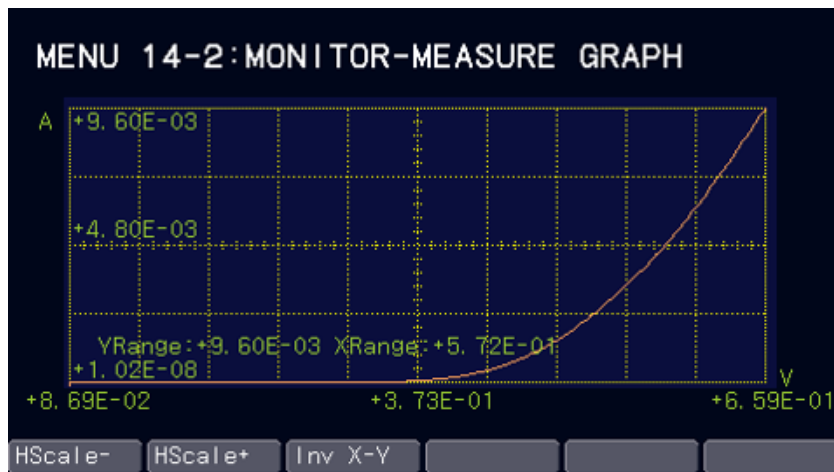 MENU 14-2:MONITOR-MEASURE GRAPH
A +9.60E-03
+4.80E-03
YRange:+9.60E-03 XRange:+5.72E-01
+1.02E-08
V
+8.69E-02 +3.73E-01 +6.59E-01
HScale- HScale+ Inv X-Y